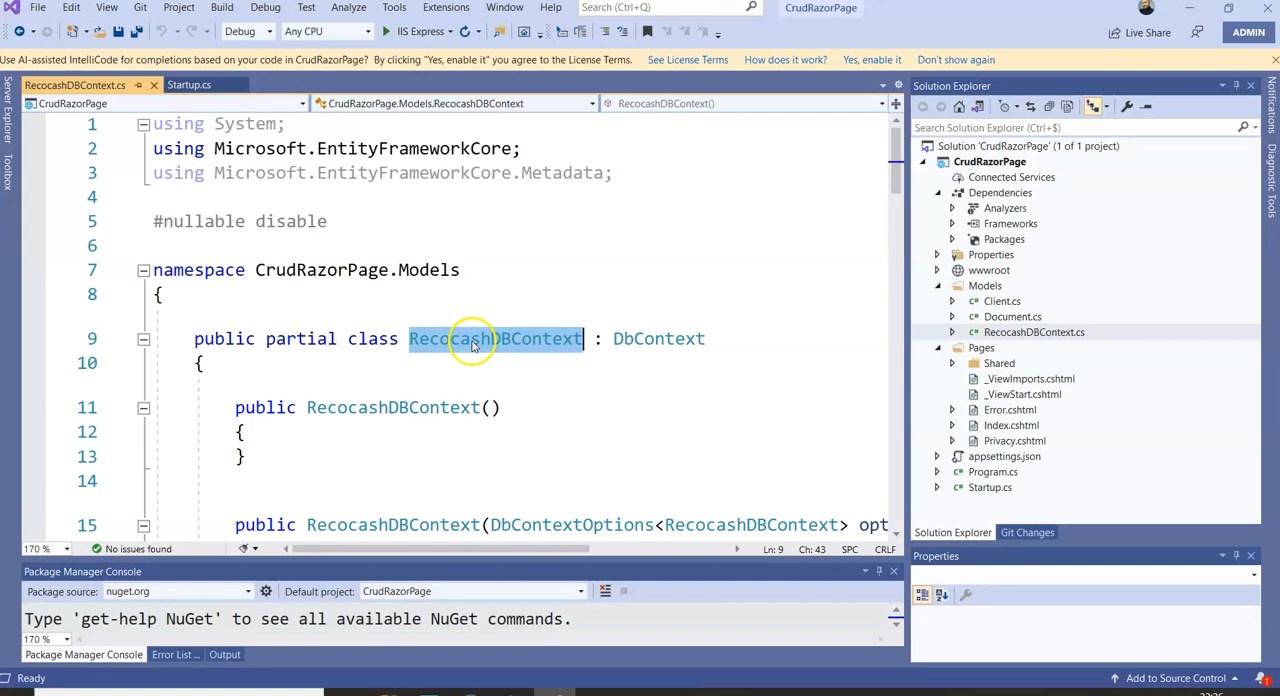 File Edit View Git Project Build Debug Test Analyze Tools Extensions Window Help Search (Ctrl+Q) CrudRazorPage
Debug Any CPU IIS Express Live Share ADMIN
Use AI-assisted IntelliCode for completions based on your code in CrudRazorPage? By clicking "Yes, enable it" you agree to the License Terms. See License Terms How does it work? Yes, enable it Don't show again
Server Explorer
Toolbox
RecocashDBContext.cs Startup.cs
CrudRazorPage CrudRazorPage.Models.RecocashDBContext RecocashDBContext()
1 using System;
2 using Microsoft.EntityFrameworkCore;
3 using Microsoft.EntityFrameworkCore.Metadata;
4
5 #nullable disable
6
7 namespace CrudRazorPage.Models
8 {
9 public partial class RecocashDBContext : DbContext
10 {
11 public RecocashDBContext()
12 {
13 }
14
15 public RecocashDBContext(DbContextOptions<RecocashDBContext> opt
170 % No issues found Ln: 9 Ch: 43 SPC CRLF
Package Manager Console
Package source: nuget.org Default project: CrudRazorPage
Type 'get-help NuGet' to see all available NuGet commands.
170 %
Package Manager Console Error List ... Output
Solution Explorer
Search Solution Explorer (Ctrl+$)
Solution 'CrudRazorPage' (1 of 1 project)
CrudRazorPage
Connected Services
Dependencies
Analyzers
Frameworks
Packages
Properties
wwwroot
Models
Client.cs
Document.cs
RecocashDBContext.cs
Pages
Shared
_ViewImports.cshtml
_ViewStart.cshtml
Error.cshtml
Index.cshtml
Privacy.cshtml
appsettings.json
Program.cs
Startup.cs
Solution Explorer Git Changes
Properties
Notifications
Diagnostic Tools
Ready Add to Source Control 1